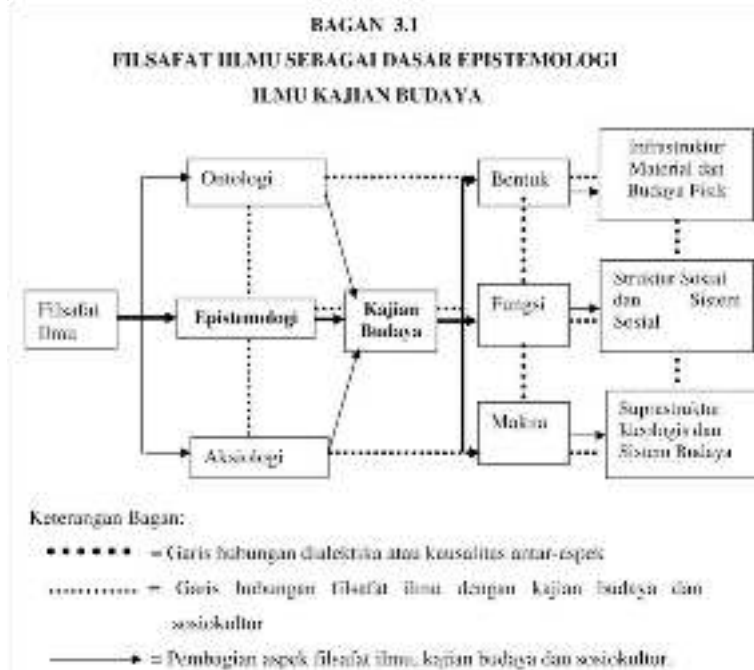 BAGAN 3.1
FILSAFAT IILMU SEBAGAI DASAR EPISTEMOLOGI
ILMU KAJIAN BUDAYA
Ontologi
Bentuk
Infrastruktur
Material dan
Budaya Fisik
Filsafat
Ilmu
Epistemologi
Kajian
Budaya
Fungsi
Struktur Sosial
dan Sistem
Sosial
Aksiologi
Makna
Suprastruktur
Ideologis dan
Sistem Budaya
Keterangan Bagan:
= Garis hubungan dialektika atau kausalitas antar-aspek
= Garis hubungan filsafat ilmu dengan kajian budaya dan
sosiokultur
= Pembagian aspek filsafat ilmu, kajian budaya dan sosiokultur